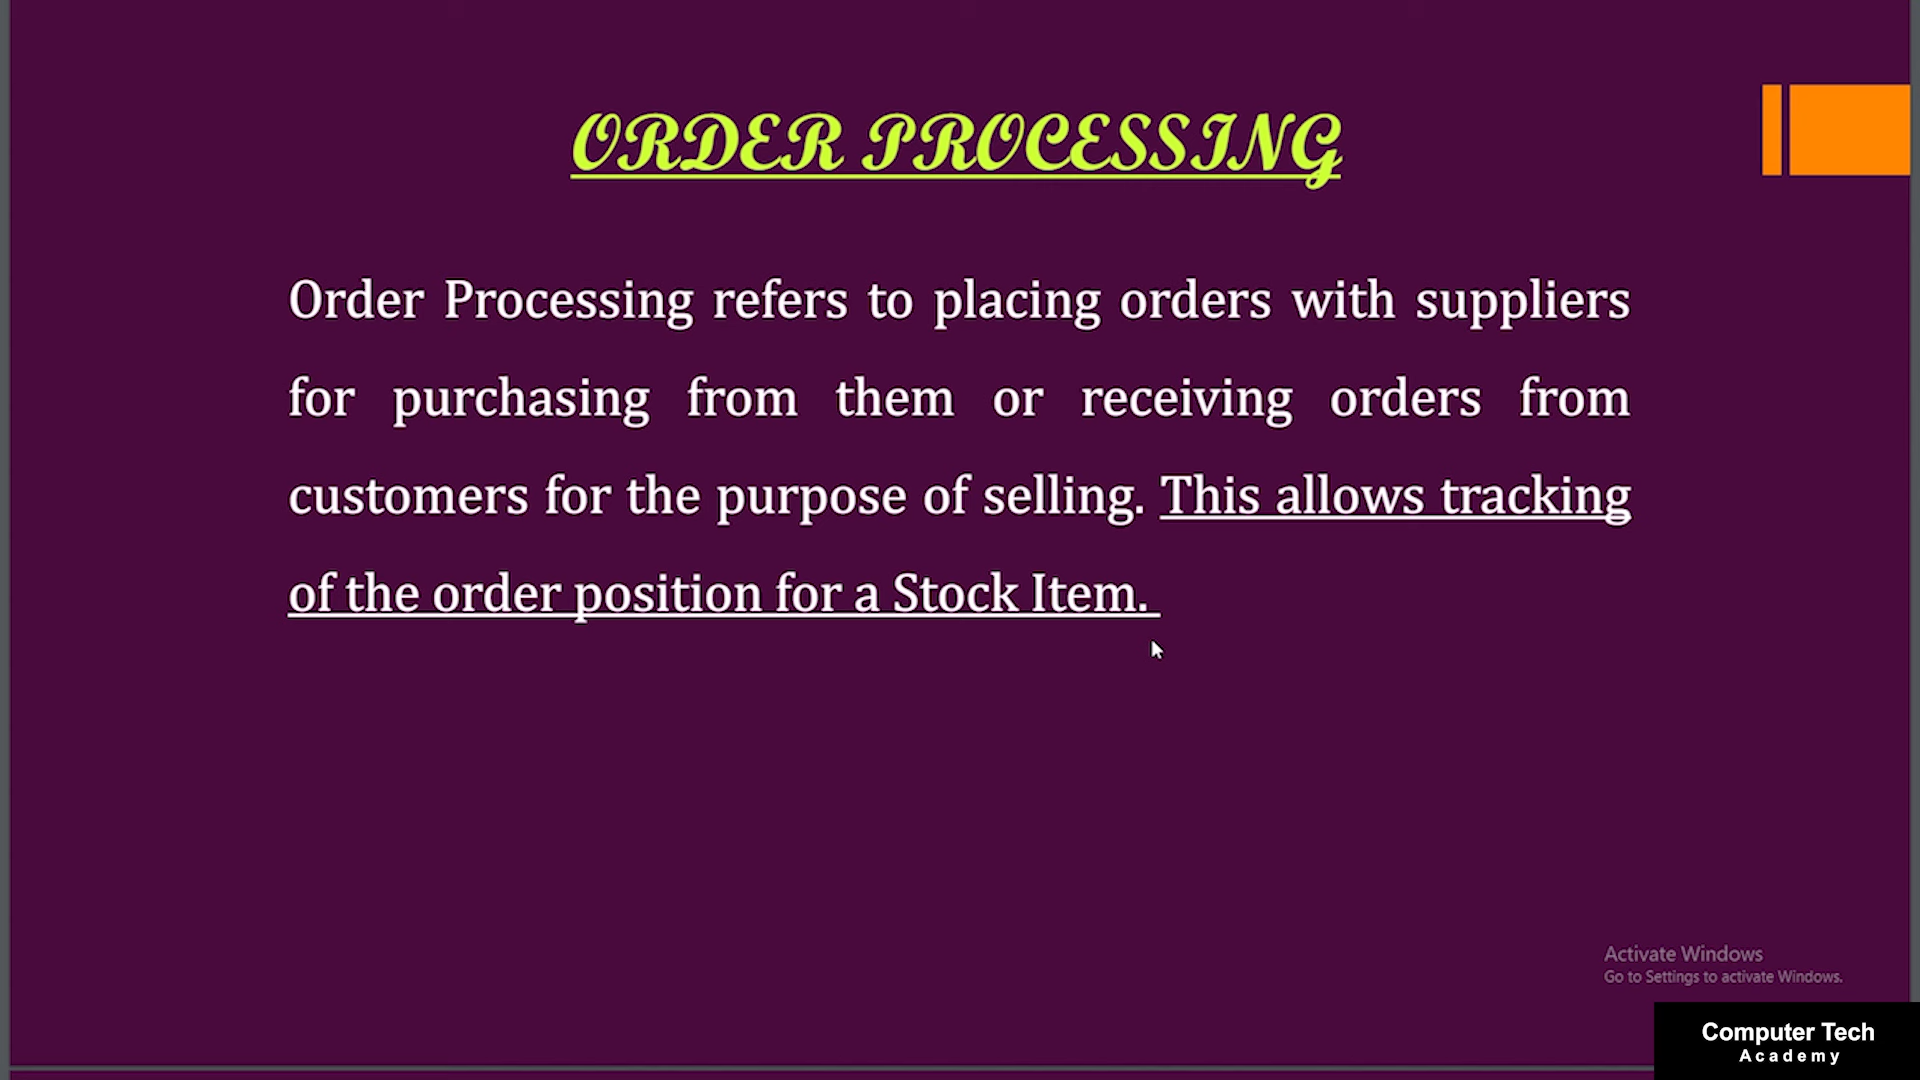 ORDER PROCESSING
Order Processing refers to placing orders with suppliers
for purchasing from them or receiving orders from
customers for the purpose of selling. This allows tracking
of the order position for a Stock Item.
Activate Windows
Go to Settings to activate Windows.
Computer Tech
Academy